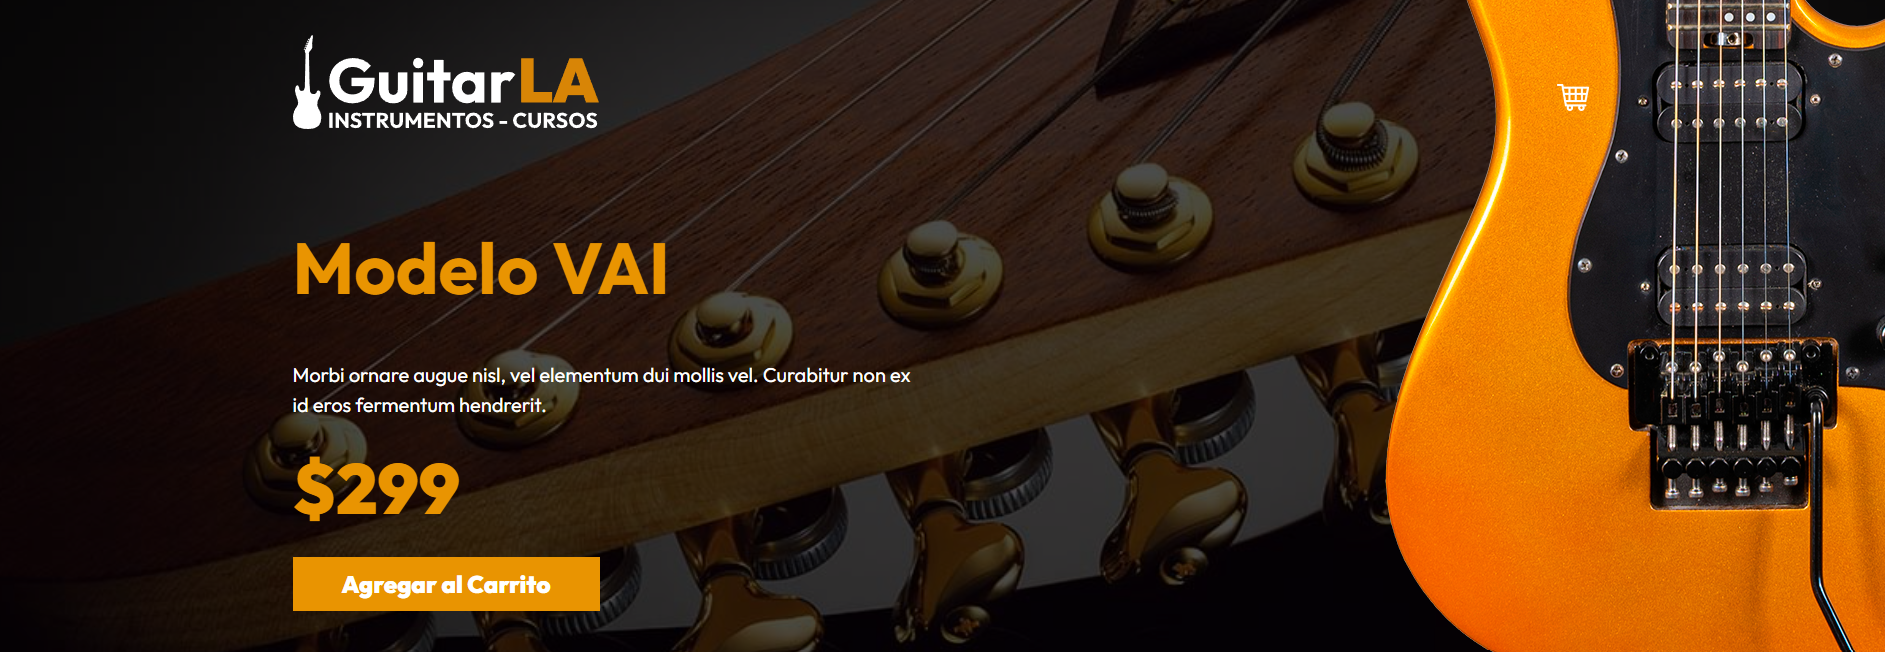 GuitarLA
INSTRUMENTOS - CURSOS
Modelo VAI
Morbi ornare augue nisl, vel elementum dui mollis vel. Curabitur non ex
id eros fermentum hendrerit.
$299
Agregar al Carrito